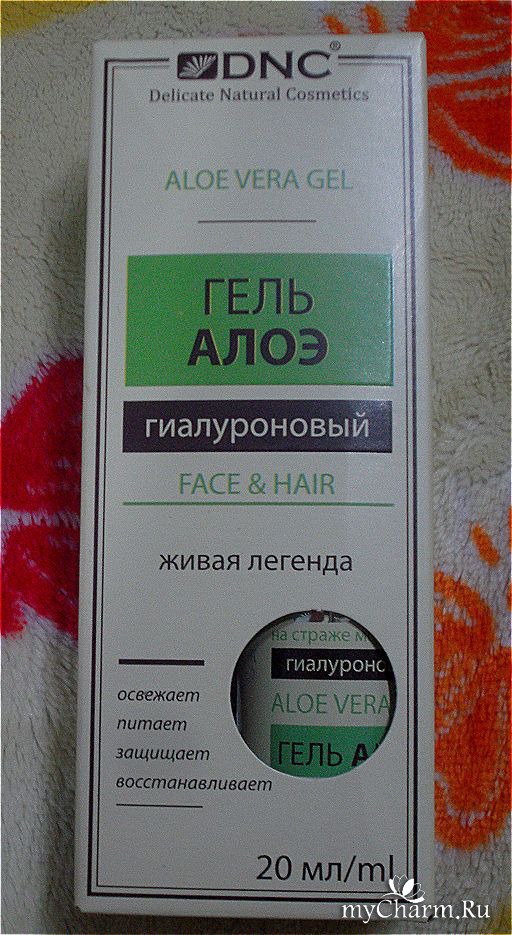 DNC®
Delicate Natural Cosmetics
ALOE VERA GEL
ГЕЛЬ
АЛОЭ
гиалуроновый
FACE & HAIR
живая легенда
на страже м
гиалуронс
ALOE VERA
ГЕЛЬ А
освежает
питает
защищает
восстанавливает
20 мл/ml
myCharm.Ru